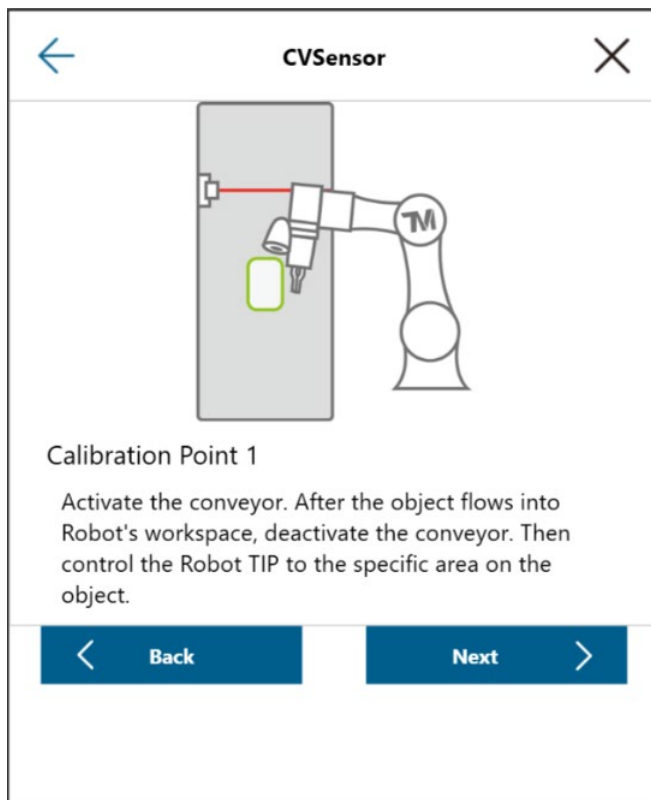 CVSensor
TM
Calibration Point 1
Activate the conveyor. After the object flows into
Robot's workspace, deactivate the conveyor. Then
control the Robot TIP to the specific area on the
object.
Back
Next